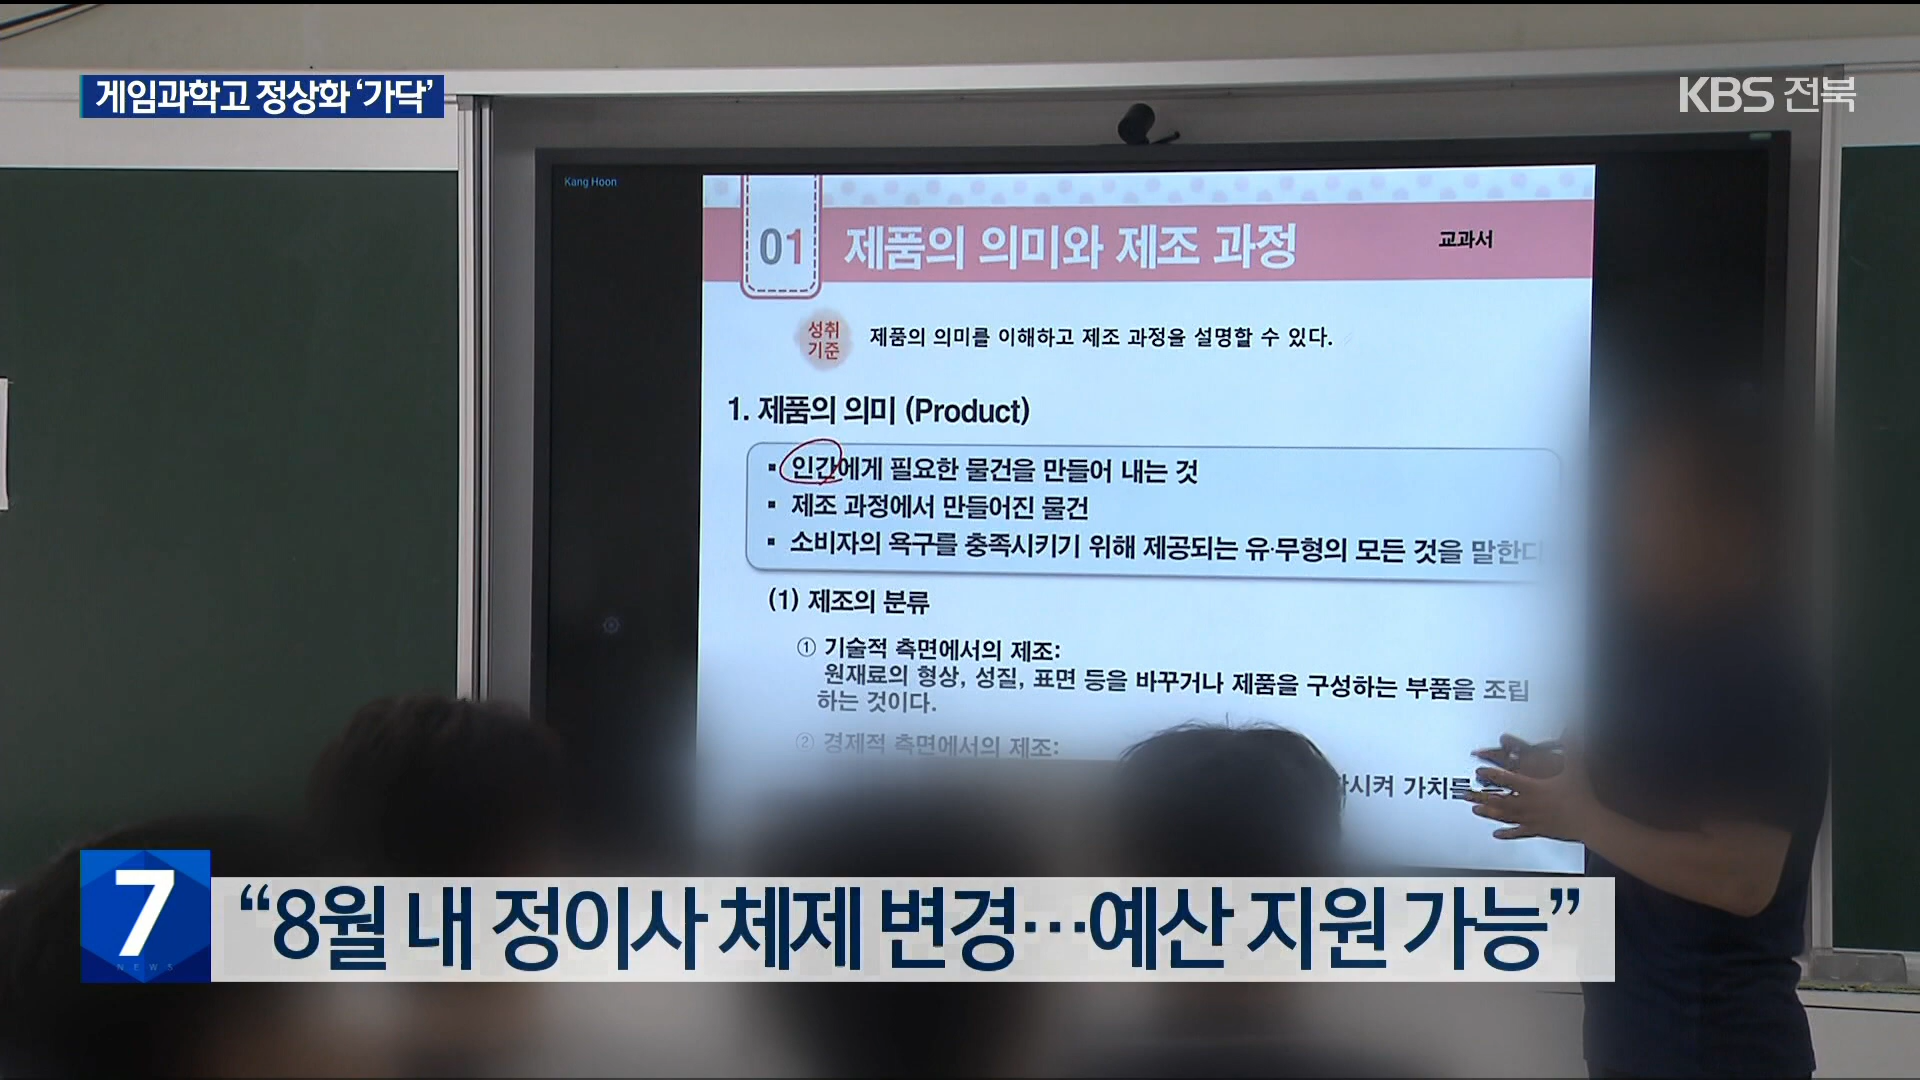 게임과학고 정상화 ‘가닥’
KBS 전북
Kang Hoon
01 제품의 의미와 제조 과정
교과서
성취
기준
제품의 의미를 이해하고 제조 과정을 설명할 수 있다.
1. 제품의 의미 (Product)
▪ 인간에게 필요한 물건을 만들어 내는 것
▪ 제조 과정에서 만들어진 물건
▪ 소비자의 욕구를 충족시키기 위해 제공되는 유·무형의 모든 것을 말한다
(1) 제조의 분류
① 기술적 측면에서의 제조:
원재료의 형상, 성질, 표면 등을 바꾸거나 제품을 구성하는 부품을 조립
하는 것이다.
② 경제적 측면에서의 제조:
가치를
7
NEWS
“8월 내 정이사 체제 변경…예산 지원 가능”